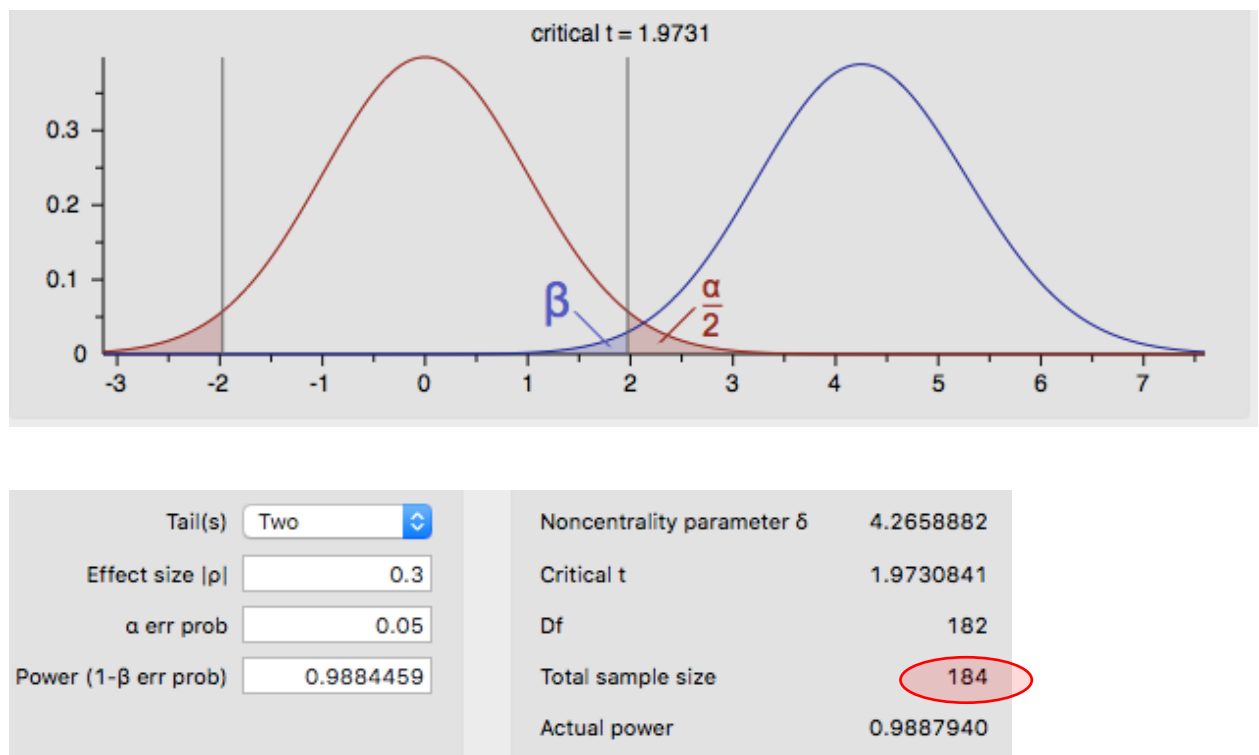 critical t = 1.9731
0.3
0.2
0.1
0
β
α
2
-3 -2 -1 0 1 2 3 4 5 6 7
Tail(s) Two
Effect size |ρ| 0.3
α err prob 0.05
Power (1-β err prob) 0.9884459
Noncentrality parameter δ 4.2658882
Critical t 1.9730841
Df 182
Total sample size 184
Actual power 0.9887940